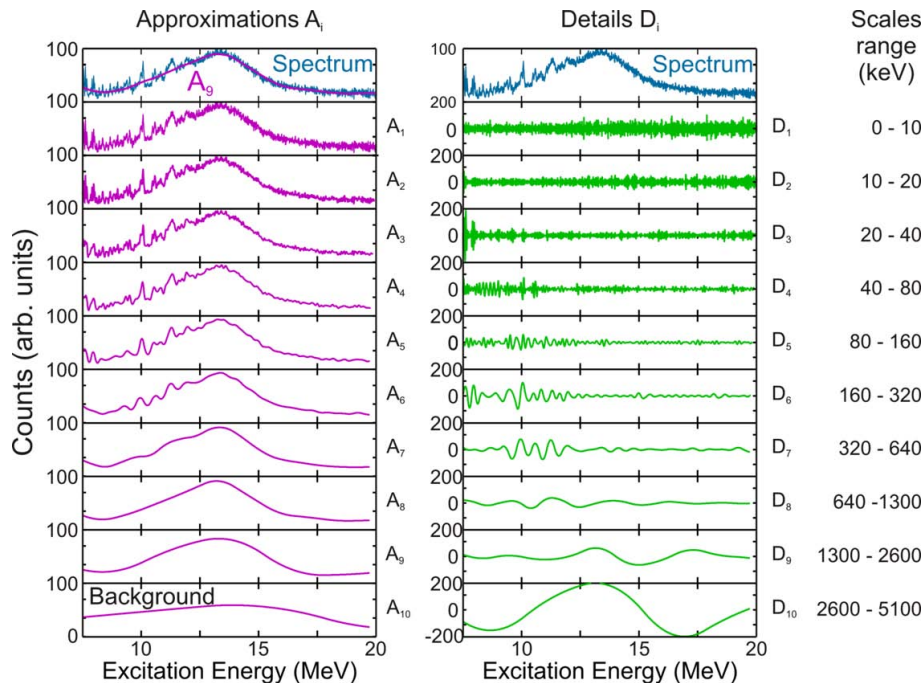 Approximations Aᵢ Details Dᵢ Scales
range
(keV)
100 Spectrum 100 Spectrum
A₉
100 A₁ 200 0 D₁ 0 - 10
100 A₂ 200 0 D₂ 10 - 20
100 A₃ 200 0 D₃ 20 - 40
100 A₄ 200 0 D₄ 40 - 80
100 A₅ 200 0 D₅ 80 - 160
100 A₆ 200 0 D₆ 160 - 320
100 A₇ 200 0 D₇ 320 - 640
100 A₈ 200 0 D₈ 640 -1300
100 A₉ 200 0 D₉ 1300 - 2600
100 Background A₁₀ 200 0 D₁₀ 2600 - 5100
0 -200
10 15 20 10 15 20
Excitation Energy (MeV) Excitation Energy (MeV)
Counts (arb. units)